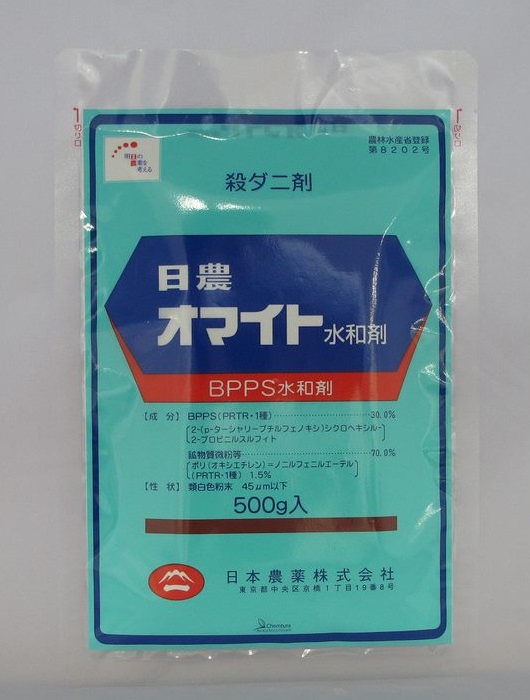 切り口
切り口
農林水産省登録
第8202号
明日の
農業を
考える
殺ダニ剤
日農
オマイト水和剤
BPPS水和剤
【成 分】 BPPS(PRTR・1種)……………………30.0%
2-(p-ターシャリーブチルフェノキシ)シクロヘキシル-
2-プロピニルスルフィト
鉱物質微粉等……………………70.0%
ポリ(オキシエチレン)=ノニルフェニルエーテル
(PRTR・1種) 1.5%
【性 状】 類白色粉末 45μm以下
500g入
日本農薬株式会社
東京都中央区京橋1丁目19番8号
Chemtura